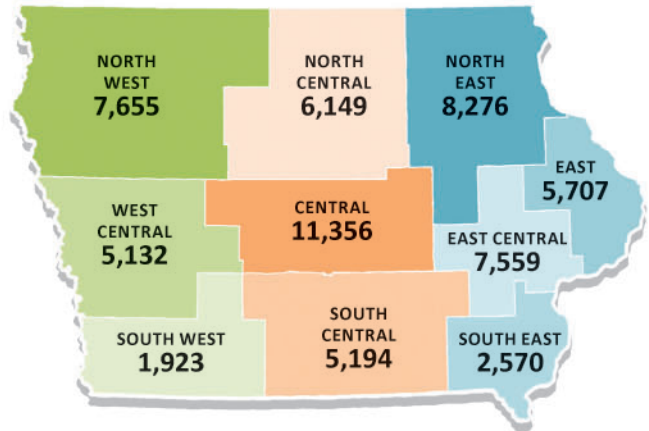 NORTH
WEST
7,655
NORTH
CENTRAL
6,149
NORTH
EAST
8,276
EAST
5,707
WEST
CENTRAL
5,132
CENTRAL
11,356
EAST CENTRAL
7,559
SOUTH WEST
1,923
SOUTH
CENTRAL
5,194
SOUTH EAST
2,570